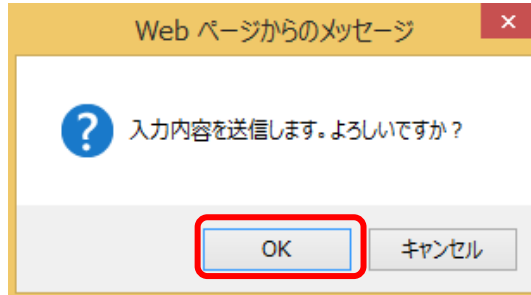 Web ページからのメッセージ
入力内容を送信します。よろしいですか？
OK
キャンセル